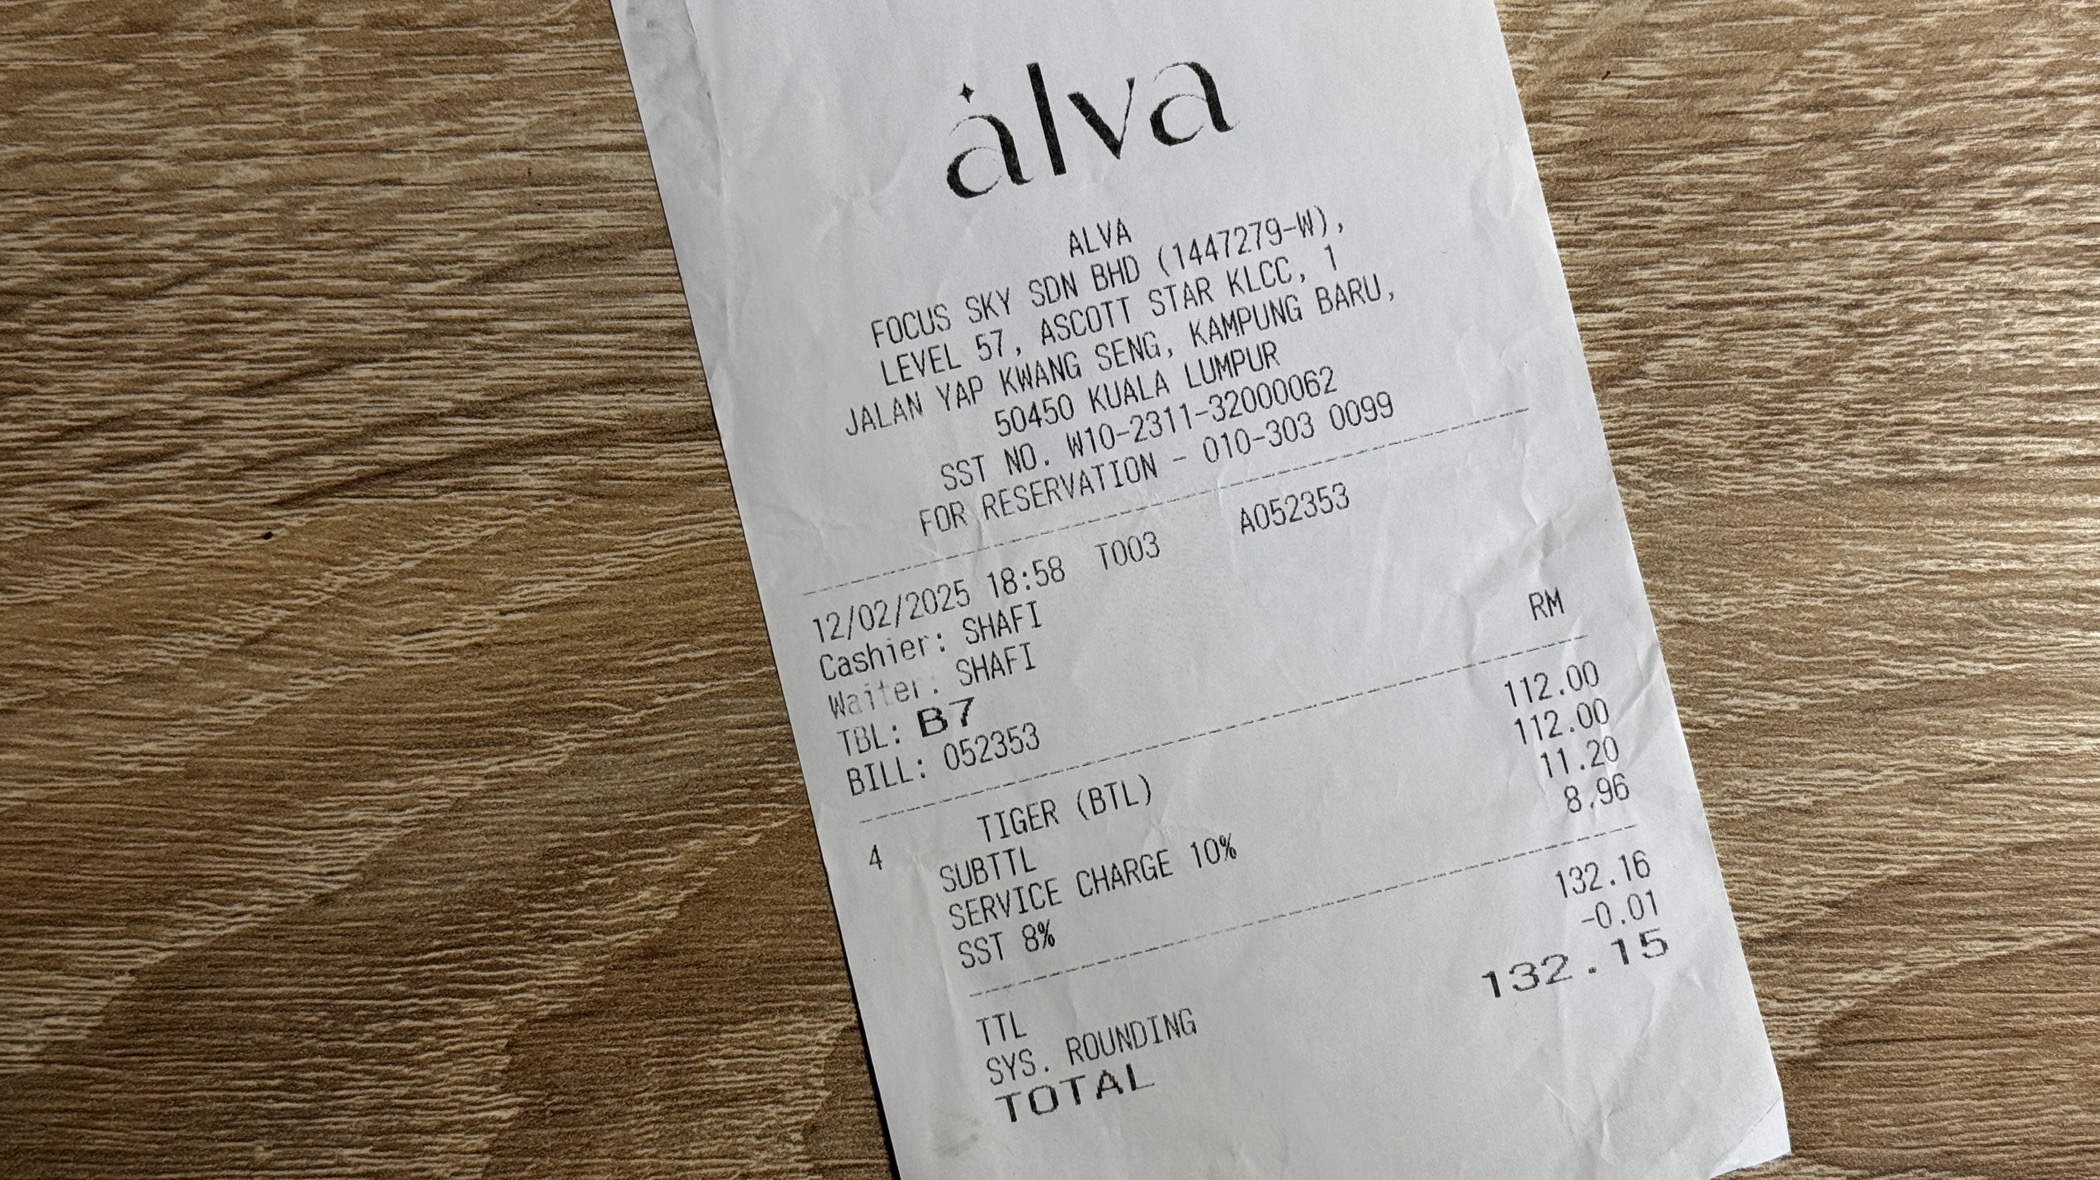 alva
ALVA
FOCUS SKY SDN BHD (1447279-W),
LEVEL 57, ASCOTT STAR KLCC, 1
JALAN YAP KWANG SENG, KAMPUNG BARU,
50450 KUALA LUMPUR
SST NO. W10-2311-32000062
FOR RESERVATION - 010-303 0099
12/02/2025 18:58 T003 A052353
Cashier: SHAFI
Waiter: SHAFI
TBL: B7
BILL: 052353
RM
4 TIGER (BTL) 112.00
SUBTTL 112.00
SERVICE CHARGE 10% 11.20
SST 8% 8.96
TTL 132.16
SYS. ROUNDING -0.01
TOTAL 132.15